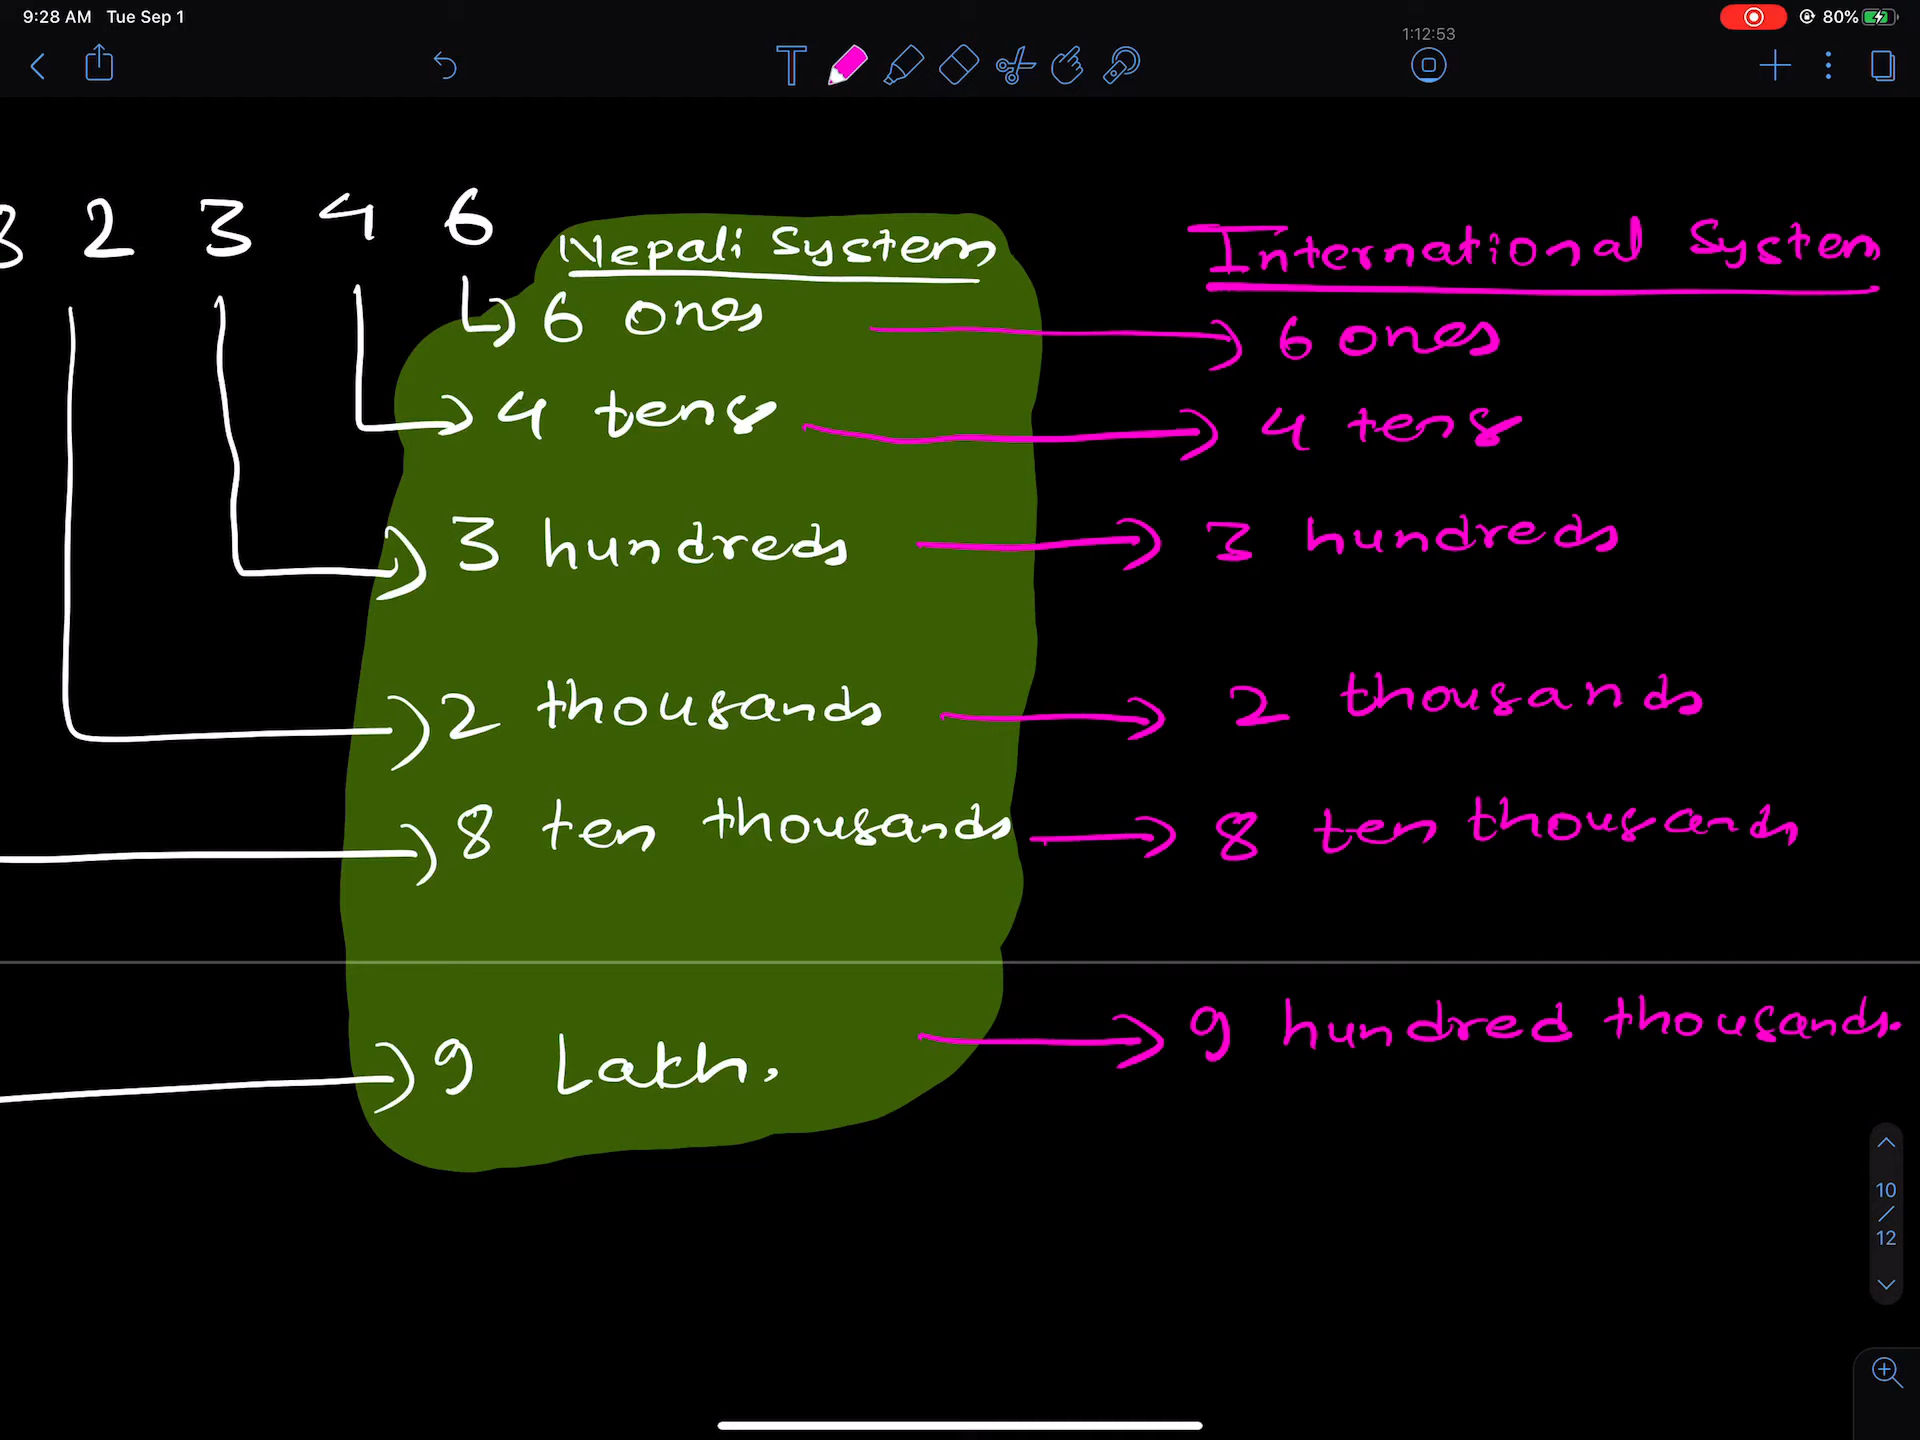 9:28 AM Tue Sep 1
80%
1:12:53
2 3 4 6
Nepali System
International System
6 ones
6 ones
4 tens
4 tens
3 hundreds
3 hundreds
2 thousands
2 thousands
8 ten thousands
8 ten thousands
9 Lakh.
9 hundred thousands.
10
/
12